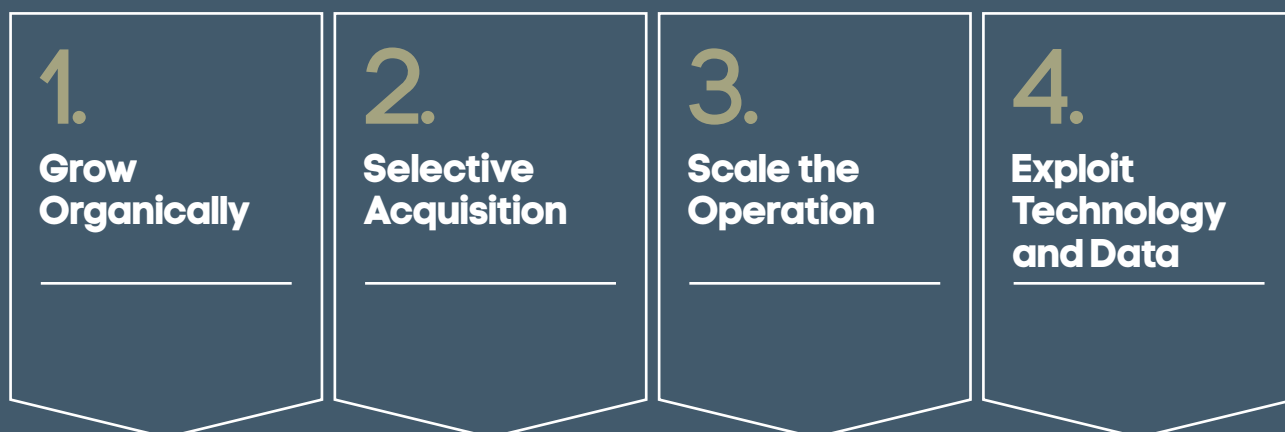 1.
Grow
Organically
2.
Selective
Acquisition
3.
Scale the
Operation
4.
Exploit
Technology
and Data